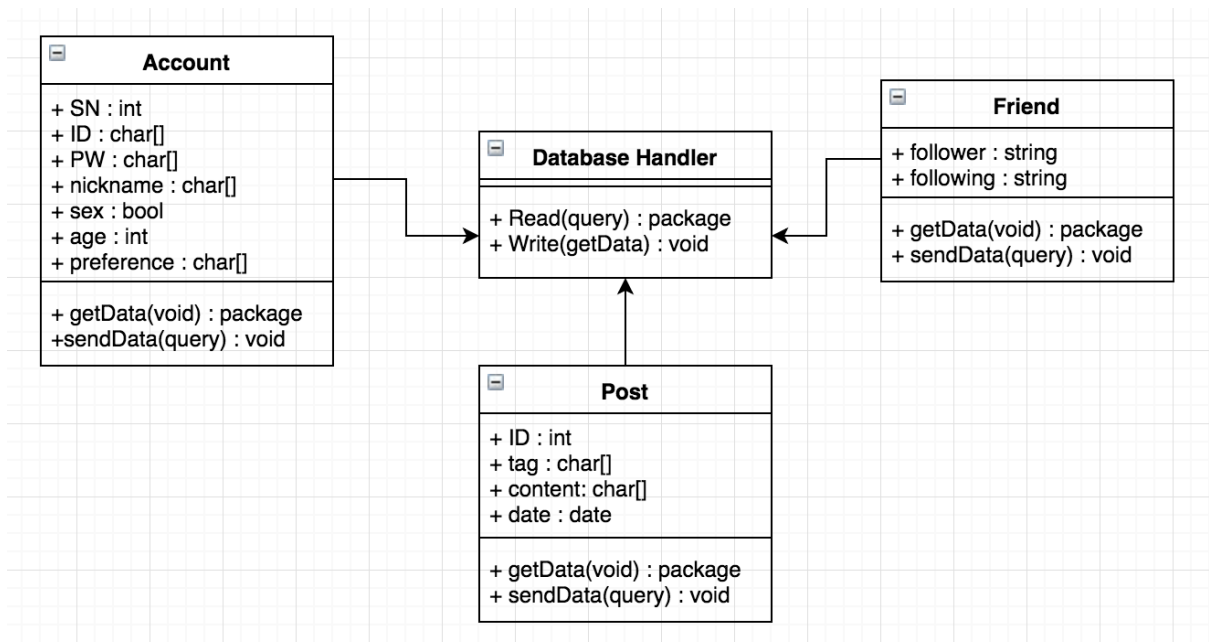 Account
+ SN : int
+ ID : char[]
+ PW : char[]
+ nickname : char[]
+ sex : bool
+ age : int
+ preference : char[]
+ getData(void) : package
+sendData(query) : void
Database Handler
+ Read(query) : package
+ Write(getData) : void
Friend
+ follower : string
+ following : string
+ getData(void) : package
+ sendData(query) : void
Post
+ ID : int
+ tag : char[]
+ content: char[]
+ date : date
+ getData(void) : package
+ sendData(query) : void